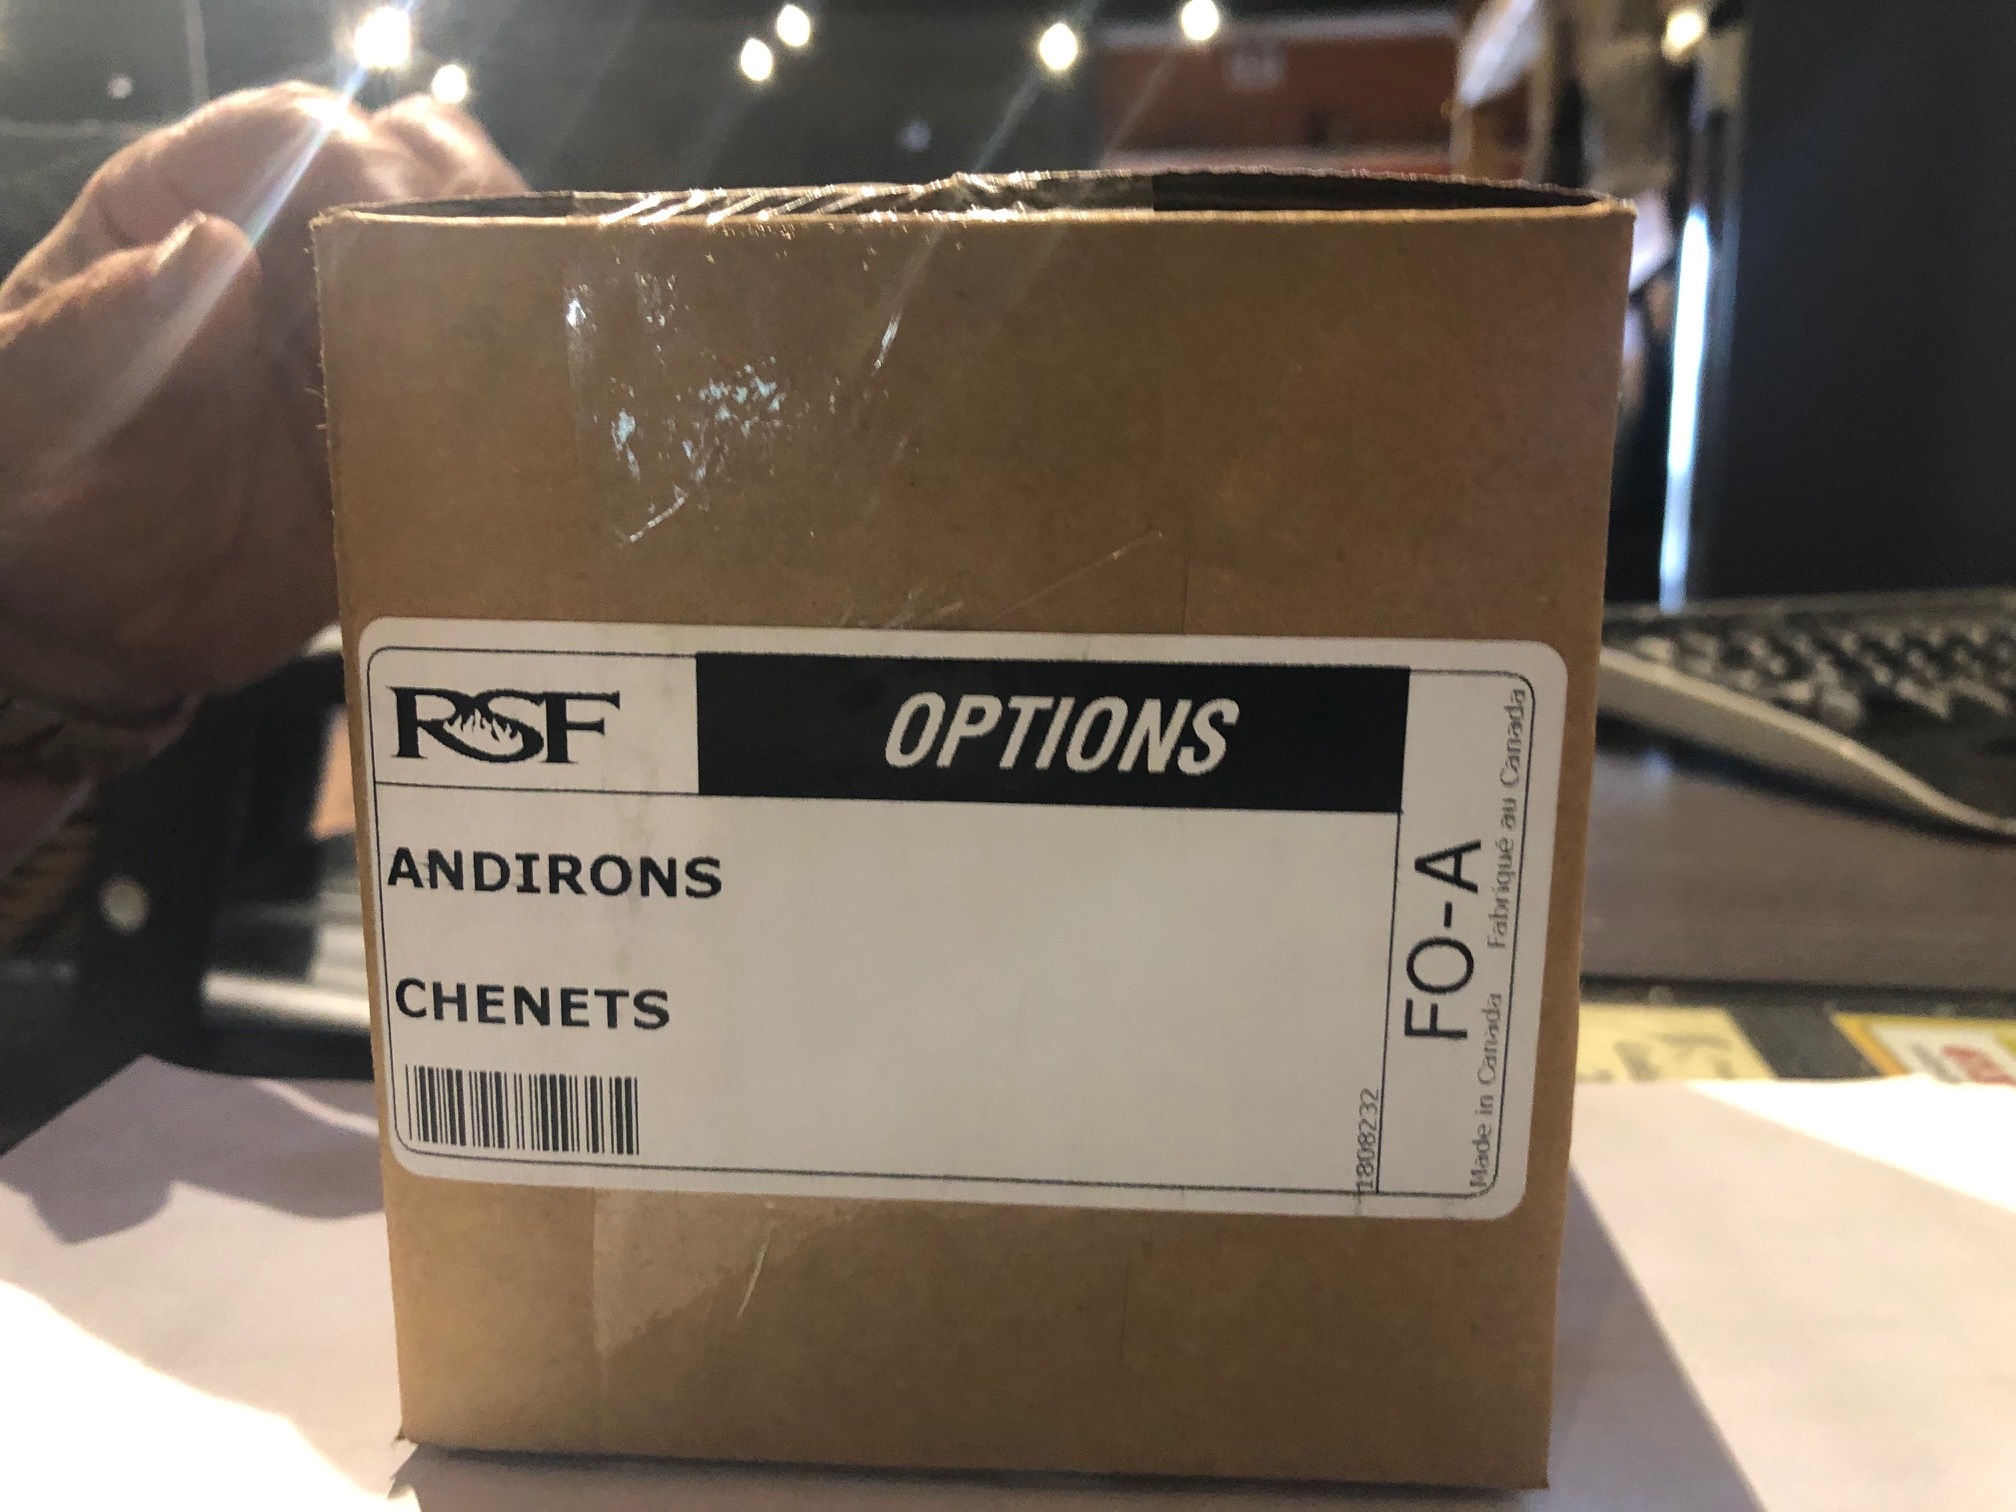 RSF
OPTIONS
ANDIRONS
CHENETS
1808232
FO-A
Made in Canada Fabriqué au Canada